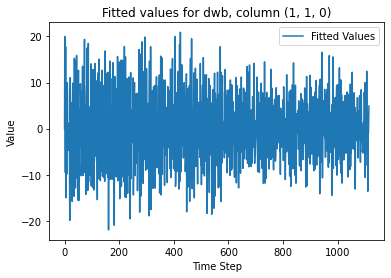 Fitted values for dwb, column (1, 1, 0)
Fitted Values
Value
20
10
0
−10
−20
0 200 400 600 800 1000
Time Step